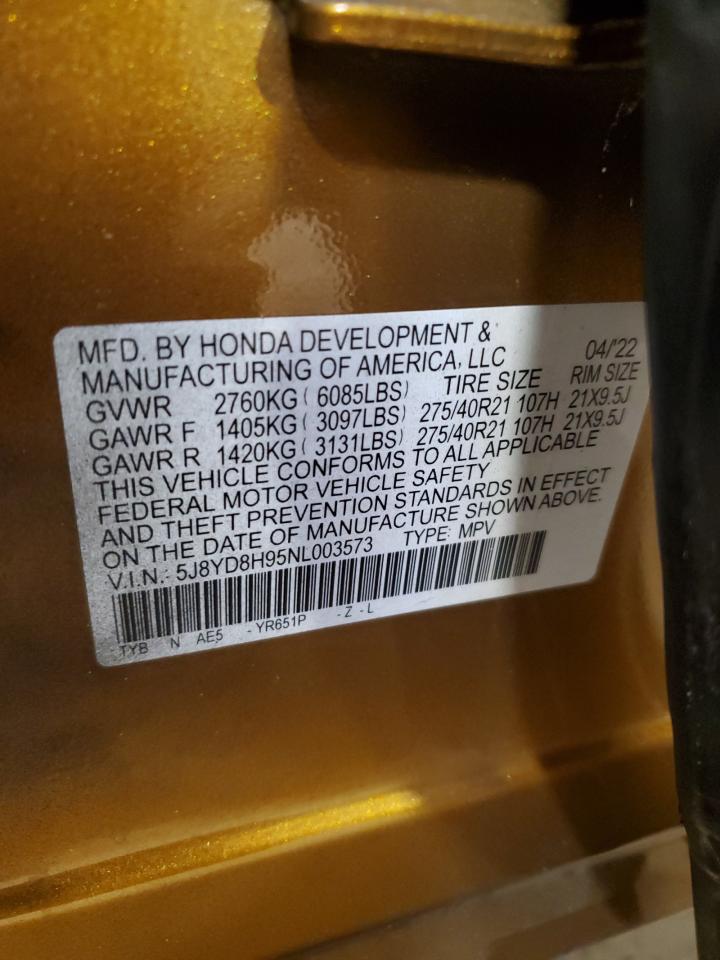 MFD. BY HONDA DEVELOPMENT &
MANUFACTURING OF AMERICA, LLC 04/'22
GVWR 2760KG ( 6085LBS) TIRE SIZE RIM SIZE
GAWR F 1405KG ( 3097LBS) 275/40R21 107H 21X9.5J
GAWR R 1420KG ( 3131LBS) 275/40R21 107H 21X9.5J
THIS VEHICLE CONFORMS TO ALL APPLICABLE
FEDERAL MOTOR VEHICLE SAFETY
AND THEFT PREVENTION STANDARDS IN EFFECT
ON THE DATE OF MANUFACTURE SHOWN ABOVE.
V.I.N.: 5J8YD8H95NL003573 TYPE: MPV
TYB N AE5 - YR651P - Z - L